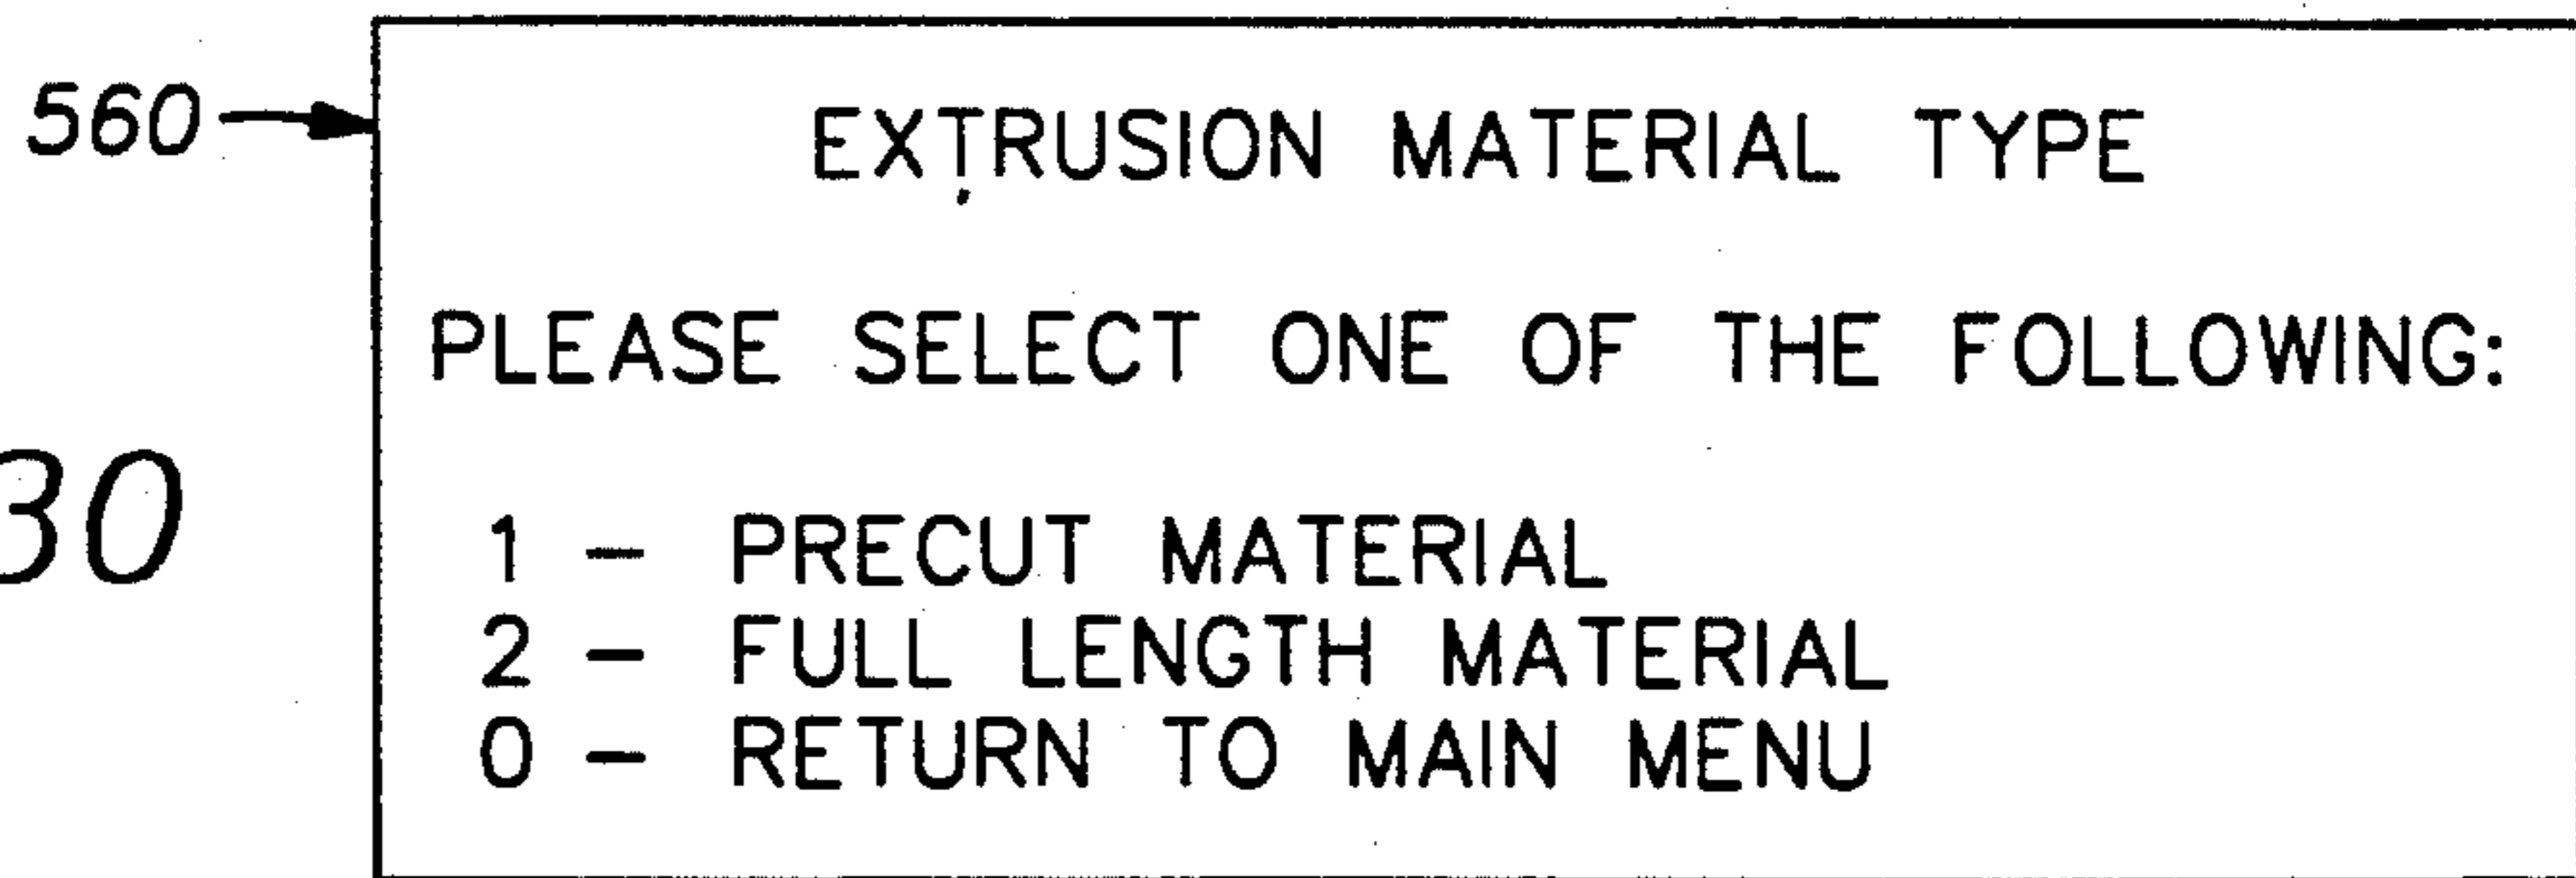 560
EXTRUSION MATERIAL TYPE
PLEASE SELECT ONE OF THE FOLLOWING:
30
1 – PRECUT MATERIAL
2 – FULL LENGTH MATERIAL
0 – RETURN TO MAIN MENU